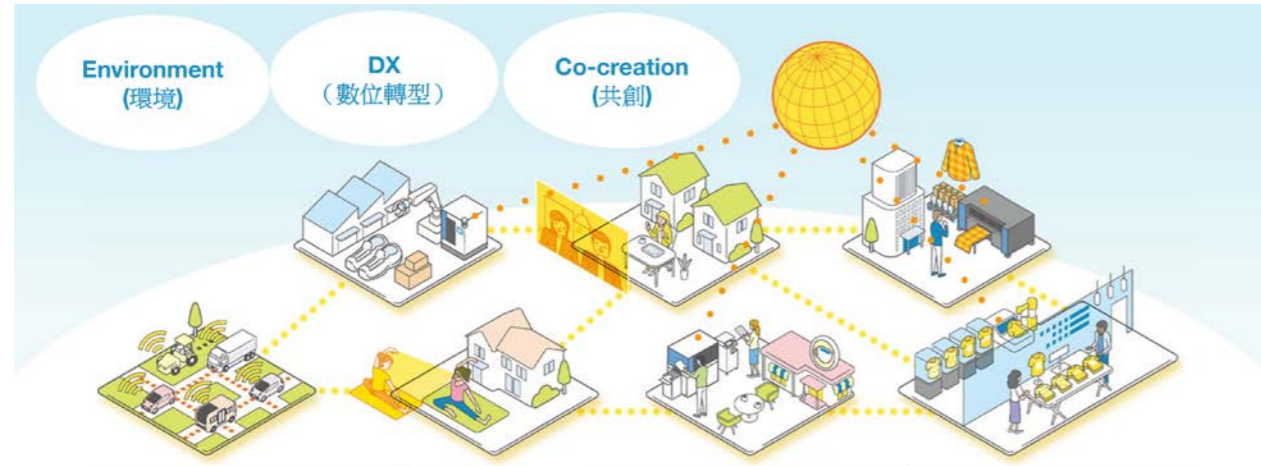 Environment
(環境)
DX
（數位轉型）
Co-creation
(共創)